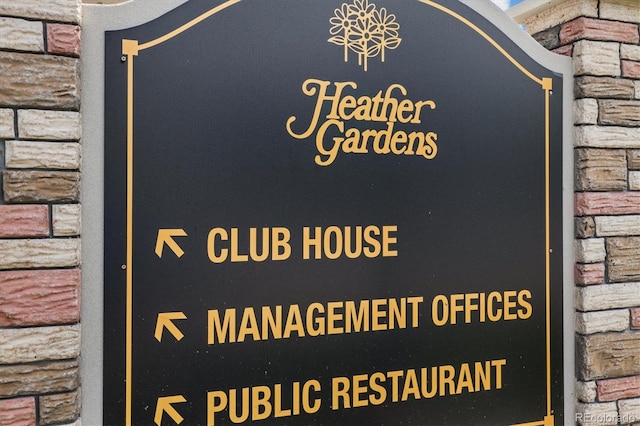 Heather
Gardens
CLUB HOUSE
MANAGEMENT OFFICES
PUBLIC RESTAURANT
REcolorado